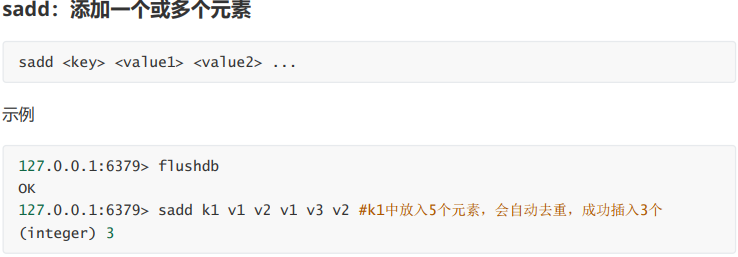 sadd：添加一个或多个元素
sadd <key> <value1> <value2> ...
示例
127.0.0.1:6379> flushdb
OK
127.0.0.1:6379> sadd k1 v1 v2 v1 v3 v2 #k1中放入5个元素，会自动去重，成功插入3个
(integer) 3